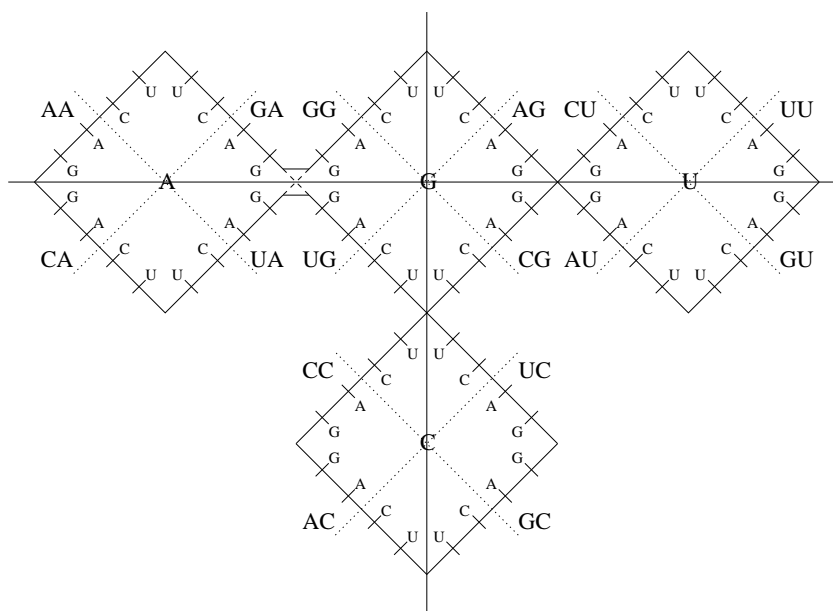 U U U U U U
AA C C GA GG C C AG CU C C UU
A A A A A A
G G G G G G
A G U
G G G G G G
A A A A A A
CA C C UA UG C C CG AU C C GU
U U U U U U
U U
CC C C UC
A A
G G
C
G G
A A
AC C C GC
U U